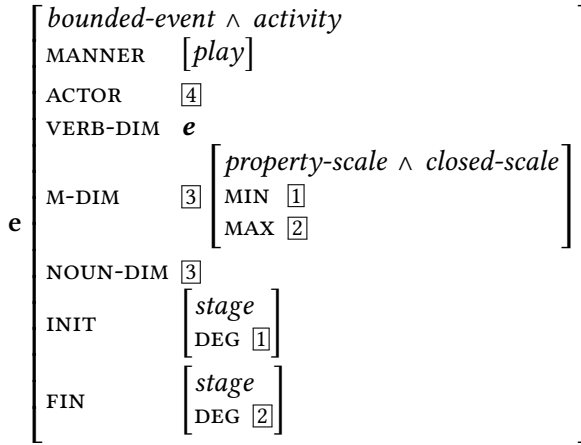 bounded-event ∧ activity
MANNER [play]
ACTOR 4
VERB-DIM e
property-scale ∧ closed-scale
MIN 1
M-DIM 3
MAX 2
e
NOUN-DIM 3
stage
INIT
DEG 1
stage
FIN
DEG 2